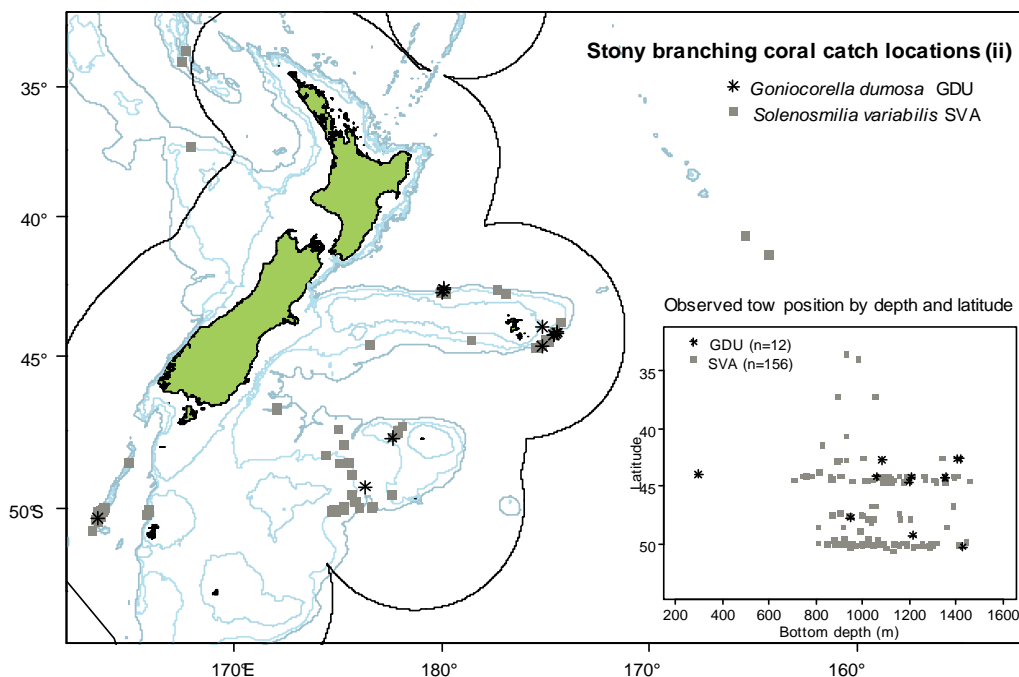 Stony branching coral catch locations (ii)
Goniocorella dumosa GDU
Solenosmilia variabilis SVA
35°
40°
45°
50°S
170°E
180°
170°
160°
Observed tow position by depth and latitude
GDU (n=12)
SVA (n=156)
Latitude
35
40
45
50
200
400
600
800
1000
1200
1400
1600
Bottom depth (m)